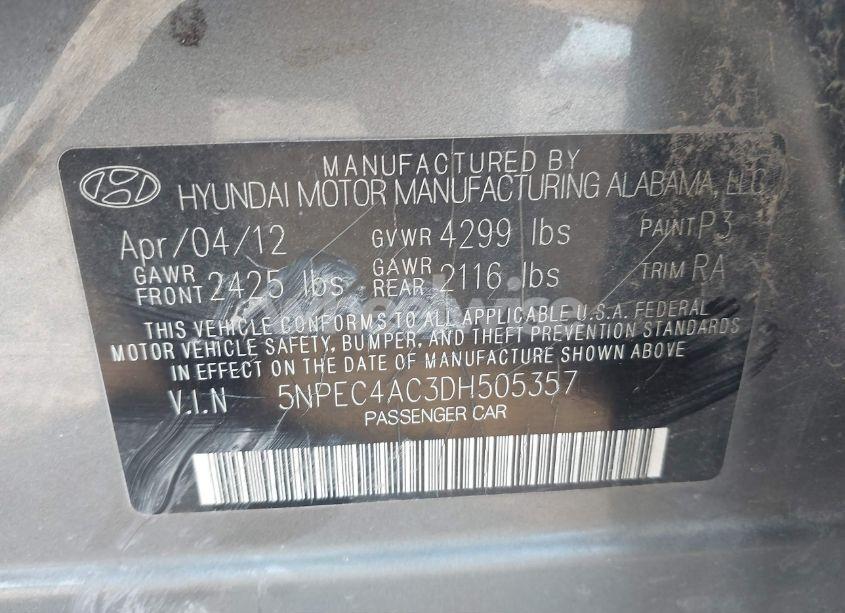 MANUFACTURED BY
HYUNDAI MOTOR MANUFACTURING ALABAMA, LLC
Apr/04/12 GVWR 4299 lbs PAINT P3
GAWR FRONT 2425 lbs GAWR REAR 2116 lbs TRIM RA
THIS VEHICLE CONFORMS TO ALL APPLICABLE U.S.A. FEDERAL
MOTOR VEHICLE SAFETY, BUMPER, AND THEFT PREVENTION STANDARDS
IN EFFECT ON THE DATE OF MANUFACTURE SHOWN ABOVE
V.I.N 5NPEC4AC3DH505357
PASSENGER CAR